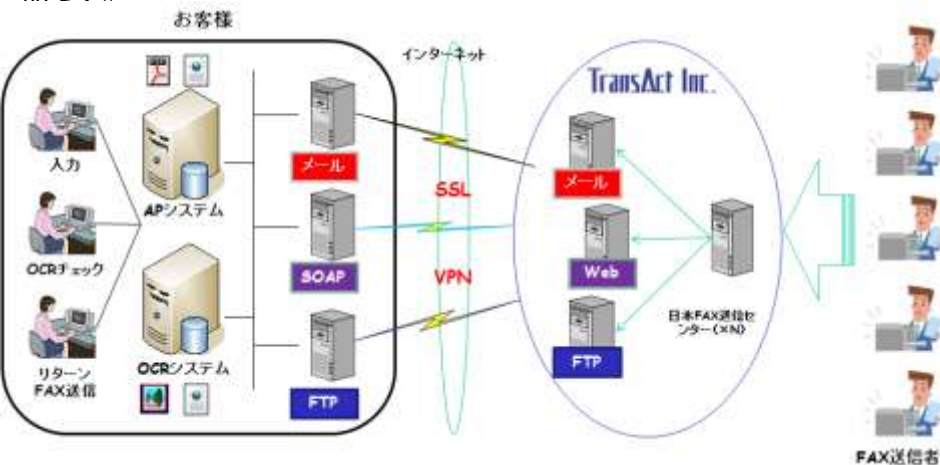 お客様
インターネット
TransAct Inc.
入力
OCRチェック
リターン
FAX送信
APシステム
OCRシステム
メール
SOAP
FTP
SSL
VPN
メール
Web
FTP
日本FAX送信セ
ンター(×N)
FAX送信者